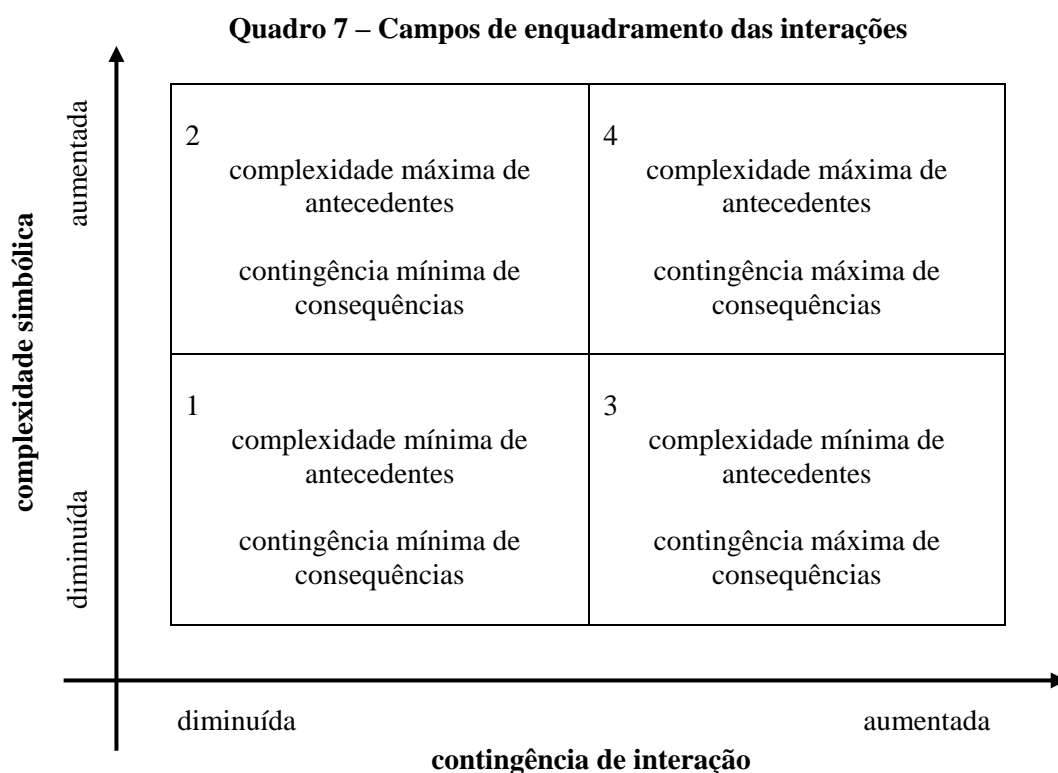 Quadro 7 – Campos de enquadramento das interações
complexidade simbólica
aumentada
diminuída
2
complexidade máxima de
antecedentes
contingência mínima de
consequências
4
complexidade máxima de
antecedentes
contingência máxima de
consequências
1
complexidade mínima de
antecedentes
contingência mínima de
consequências
3
complexidade mínima de
antecedentes
contingência máxima de
consequências
diminuída
aumentada
contingência de interação